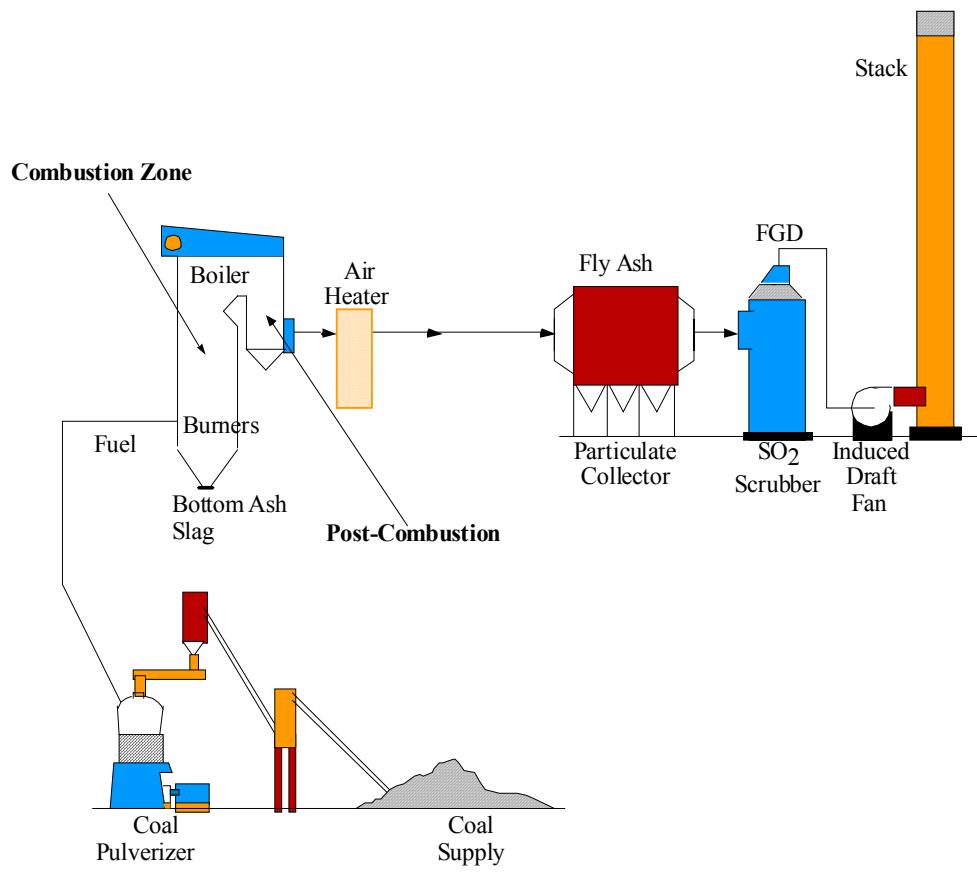 Stack
Combustion Zone
FGD
Boiler
Air
Heater
Fly Ash
Fuel
Burners
Particulate
Collector
SO2
Scrubber
Induced
Draft
Fan
Bottom Ash
Slag
Post-Combustion
Coal
Pulverizer
Coal
Supply